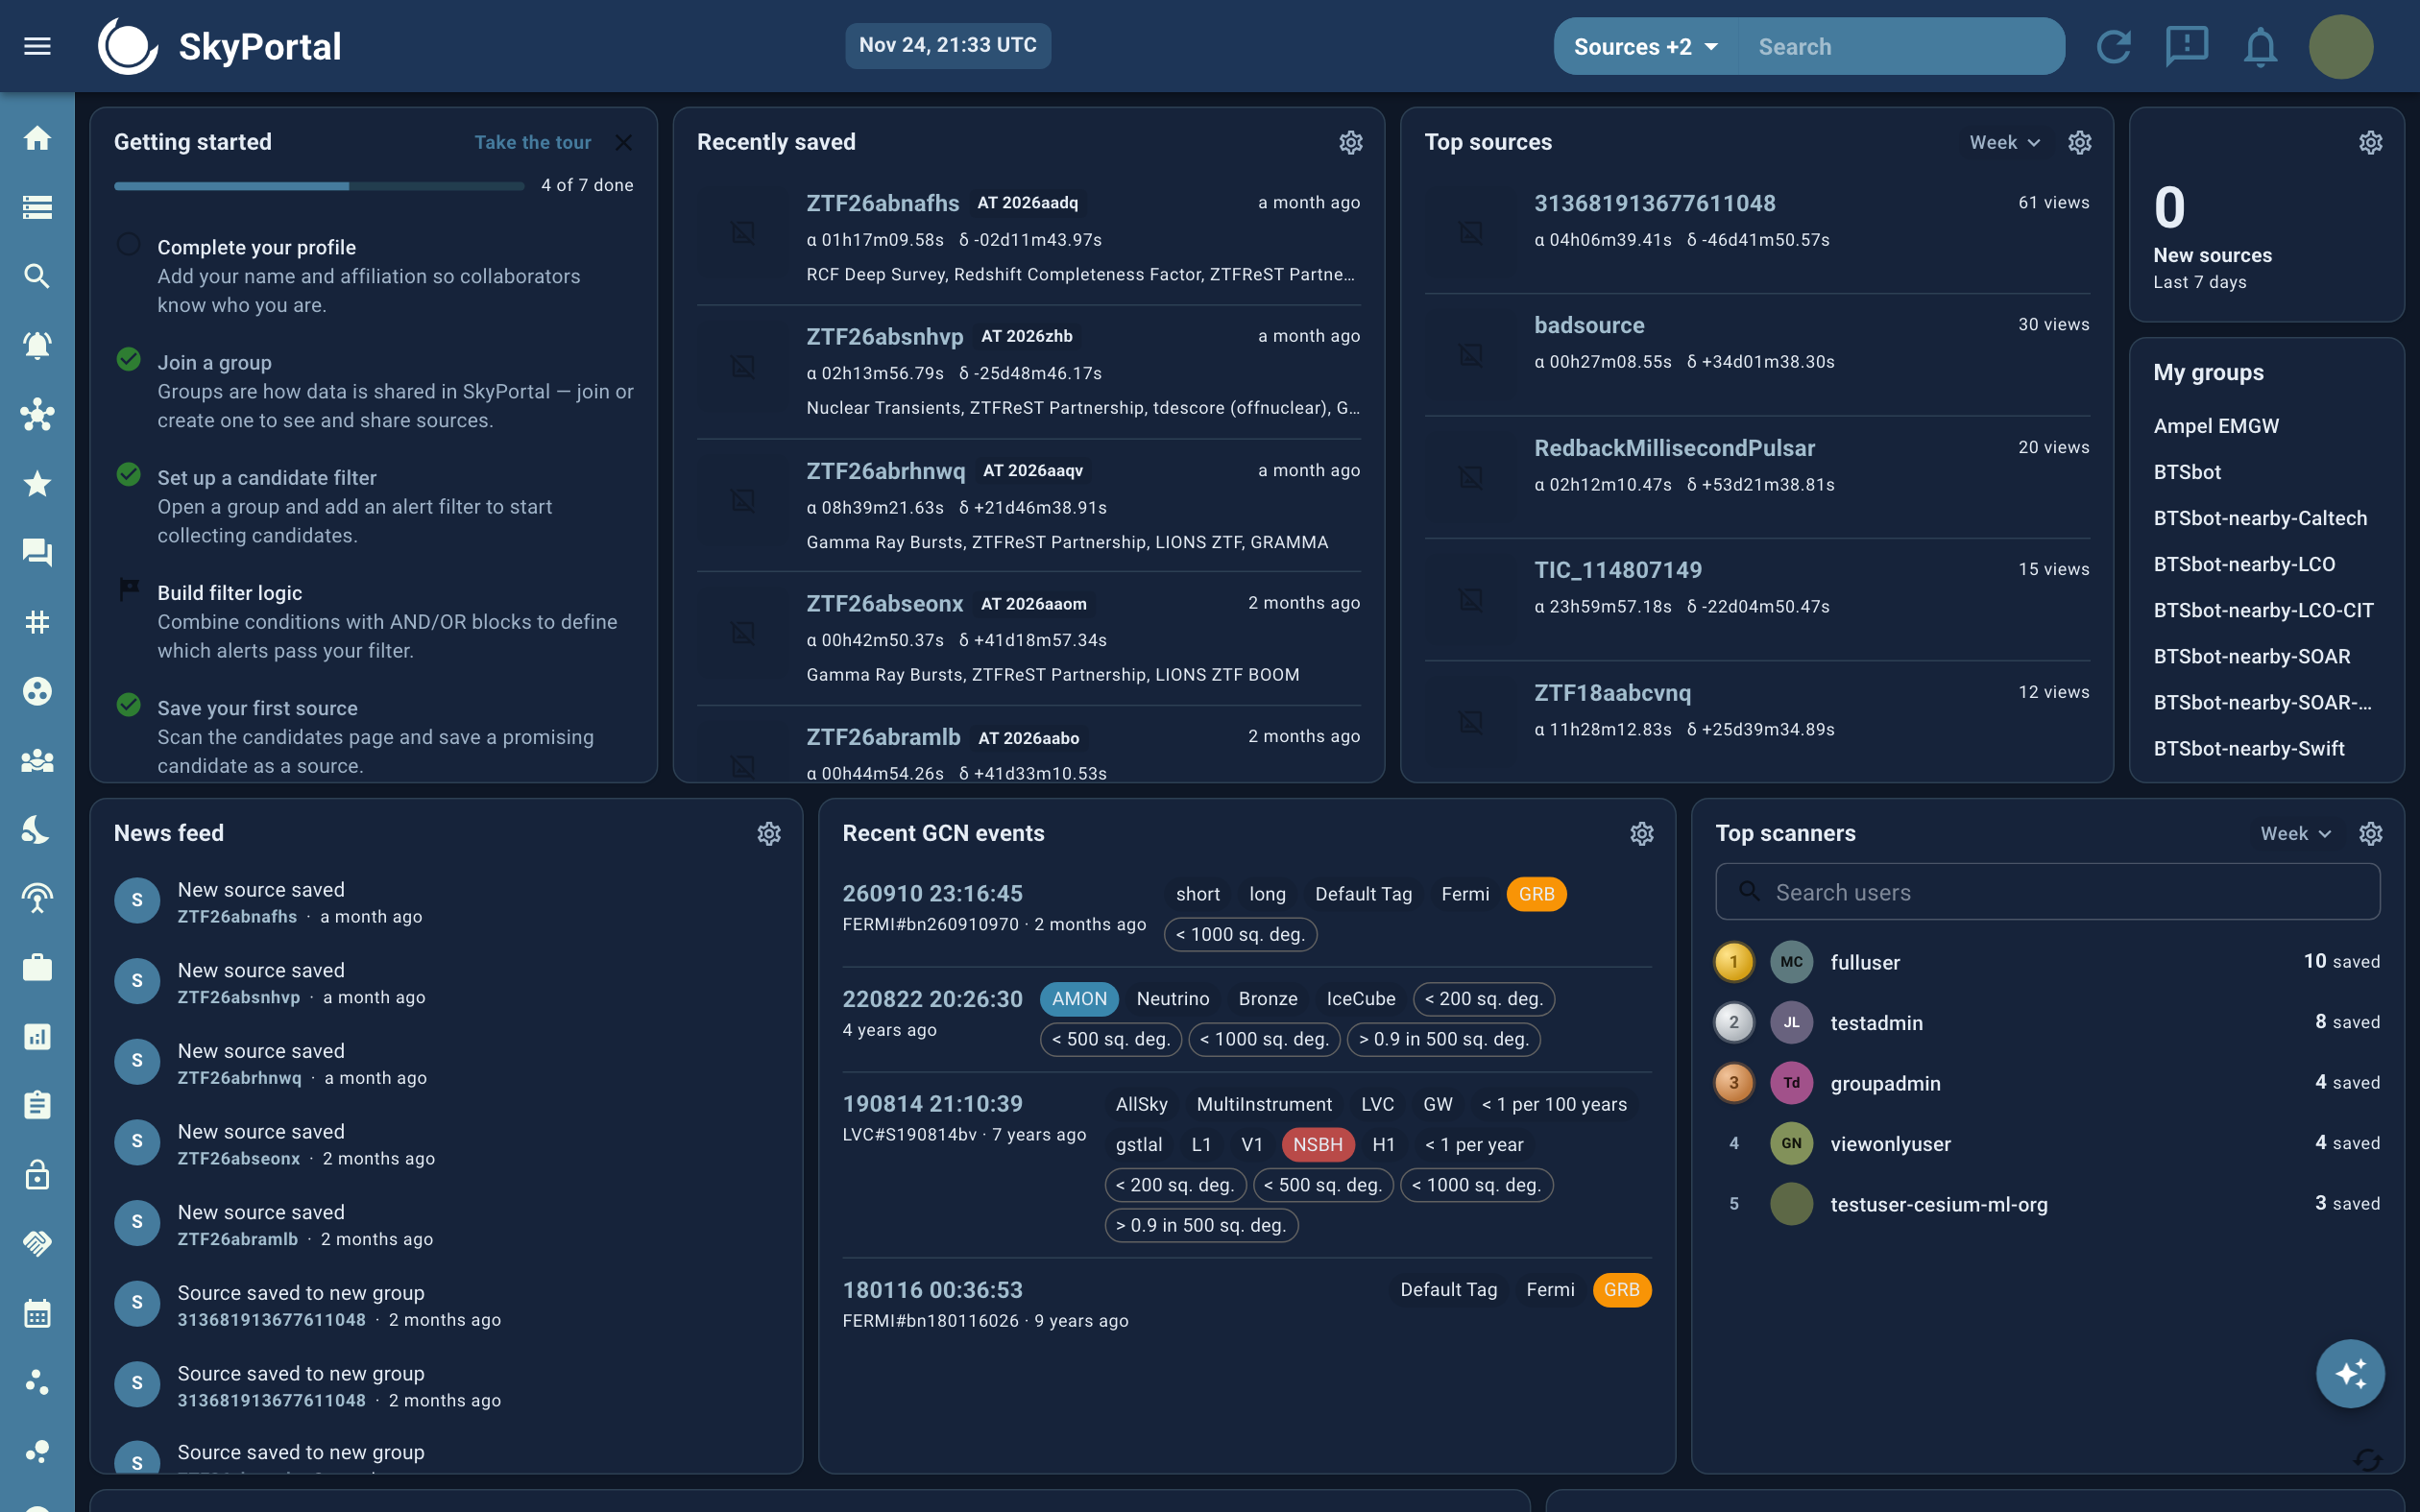 SkyPortal
Nov 24, 21:33 UTC
Sources +2
Search
Getting started
Take the tour
4 of 7 done
Complete your profile
Add your name and affiliation so collaborators
know who you are.
Join a group
Groups are how data is shared in SkyPortal — join or
create one to see and share sources.
Set up a candidate filter
Open a group and add an alert filter to start
collecting candidates.
Build filter logic
Combine conditions with AND/OR blocks to define
which alerts pass your filter.
Save your first source
Scan the candidates page and save a promising
candidate as a source.
Recently saved
ZTF26abnafhs AT 2026aadq a month ago
α 01h17m09.58s δ -02d11m43.97s
RCF Deep Survey, Redshift Completeness Factor, ZTFReST Partne...
ZTF26absnhvp AT 2026zhb a month ago
α 02h13m56.79s δ -25d48m46.17s
Nuclear Transients, ZTFReST Partnership, tdescore (offnuclear), G...
ZTF26abrhnwq AT 2026aaqv a month ago
α 08h39m21.63s δ +21d46m38.91s
Gamma Ray Bursts, ZTFReST Partnership, LIONS ZTF, GRAMMA
ZTF26abseonx AT 2026aaom 2 months ago
α 00h42m50.37s δ +41d18m57.34s
Gamma Ray Bursts, ZTFReST Partnership, LIONS ZTF BOOM
ZTF26abramlb AT 2026aabo 2 months ago
α 00h44m54.26s δ +41d33m10.53s
Top sources
Week
313681913677611048 61 views
α 04h06m39.41s δ -46d41m50.57s
badsource 30 views
α 00h27m08.55s δ +34d01m38.30s
RedbackMillisecondPulsar 20 views
α 02h12m10.47s δ +53d21m38.81s
TIC_114807149 15 views
α 23h59m57.18s δ -22d04m50.47s
ZTF18aabcvnq 12 views
α 11h28m12.83s δ +25d39m34.89s
0
New sources
Last 7 days
My groups
Ampel EMGW
BTSbot
BTSbot-nearby-Caltech
BTSbot-nearby-LCO
BTSbot-nearby-LCO-CIT
BTSbot-nearby-SOAR
BTSbot-nearby-SOAR-...
BTSbot-nearby-Swift
News feed
S New source saved
ZTF26abnafhs · a month ago
S New source saved
ZTF26absnhvp · a month ago
S New source saved
ZTF26abrhnwq · a month ago
S New source saved
ZTF26abseonx · 2 months ago
S New source saved
ZTF26abramlb · 2 months ago
S Source saved to new group
313681913677611048 · 2 months ago
S Source saved to new group
313681913677611048 · 2 months ago
S Source saved to new group
Recent GCN events
260910 23:16:45 short long Default Tag Fermi GRB
FERMI#bn260910970 · 2 months ago < 1000 sq. deg.
220822 20:26:30 AMON Neutrino Bronze IceCube < 200 sq. deg.
4 years ago < 500 sq. deg. < 1000 sq. deg. > 0.9 in 500 sq. deg.
190814 21:10:39 AllSky MultiInstrument LVC GW < 1 per 100 years
LVC#S190814bv · 7 years ago gstlal L1 V1 NSBH H1 < 1 per year
< 200 sq. deg. < 500 sq. deg. < 1000 sq. deg.
> 0.9 in 500 sq. deg.
180116 00:36:53 Default Tag Fermi GRB
FERMI#bn180116026 · 9 years ago
Top scanners
Week
Search users
1 MC fulluser 10 saved
2 JL testadmin 8 saved
3 Td groupadmin 4 saved
4 GN viewonlyuser 4 saved
5 testuser-cesium-ml-org 3 saved